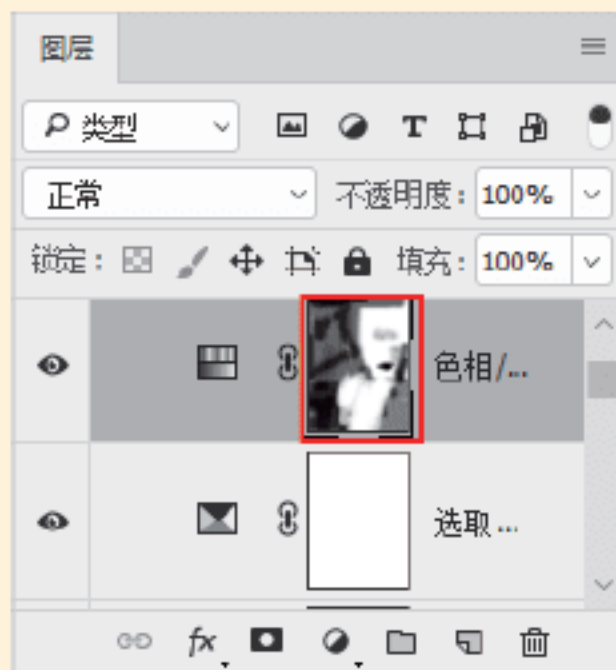 图层
类型
正常 不透明度: 100%
锁定: 填充: 100%
色相/...
选取 ...
fx